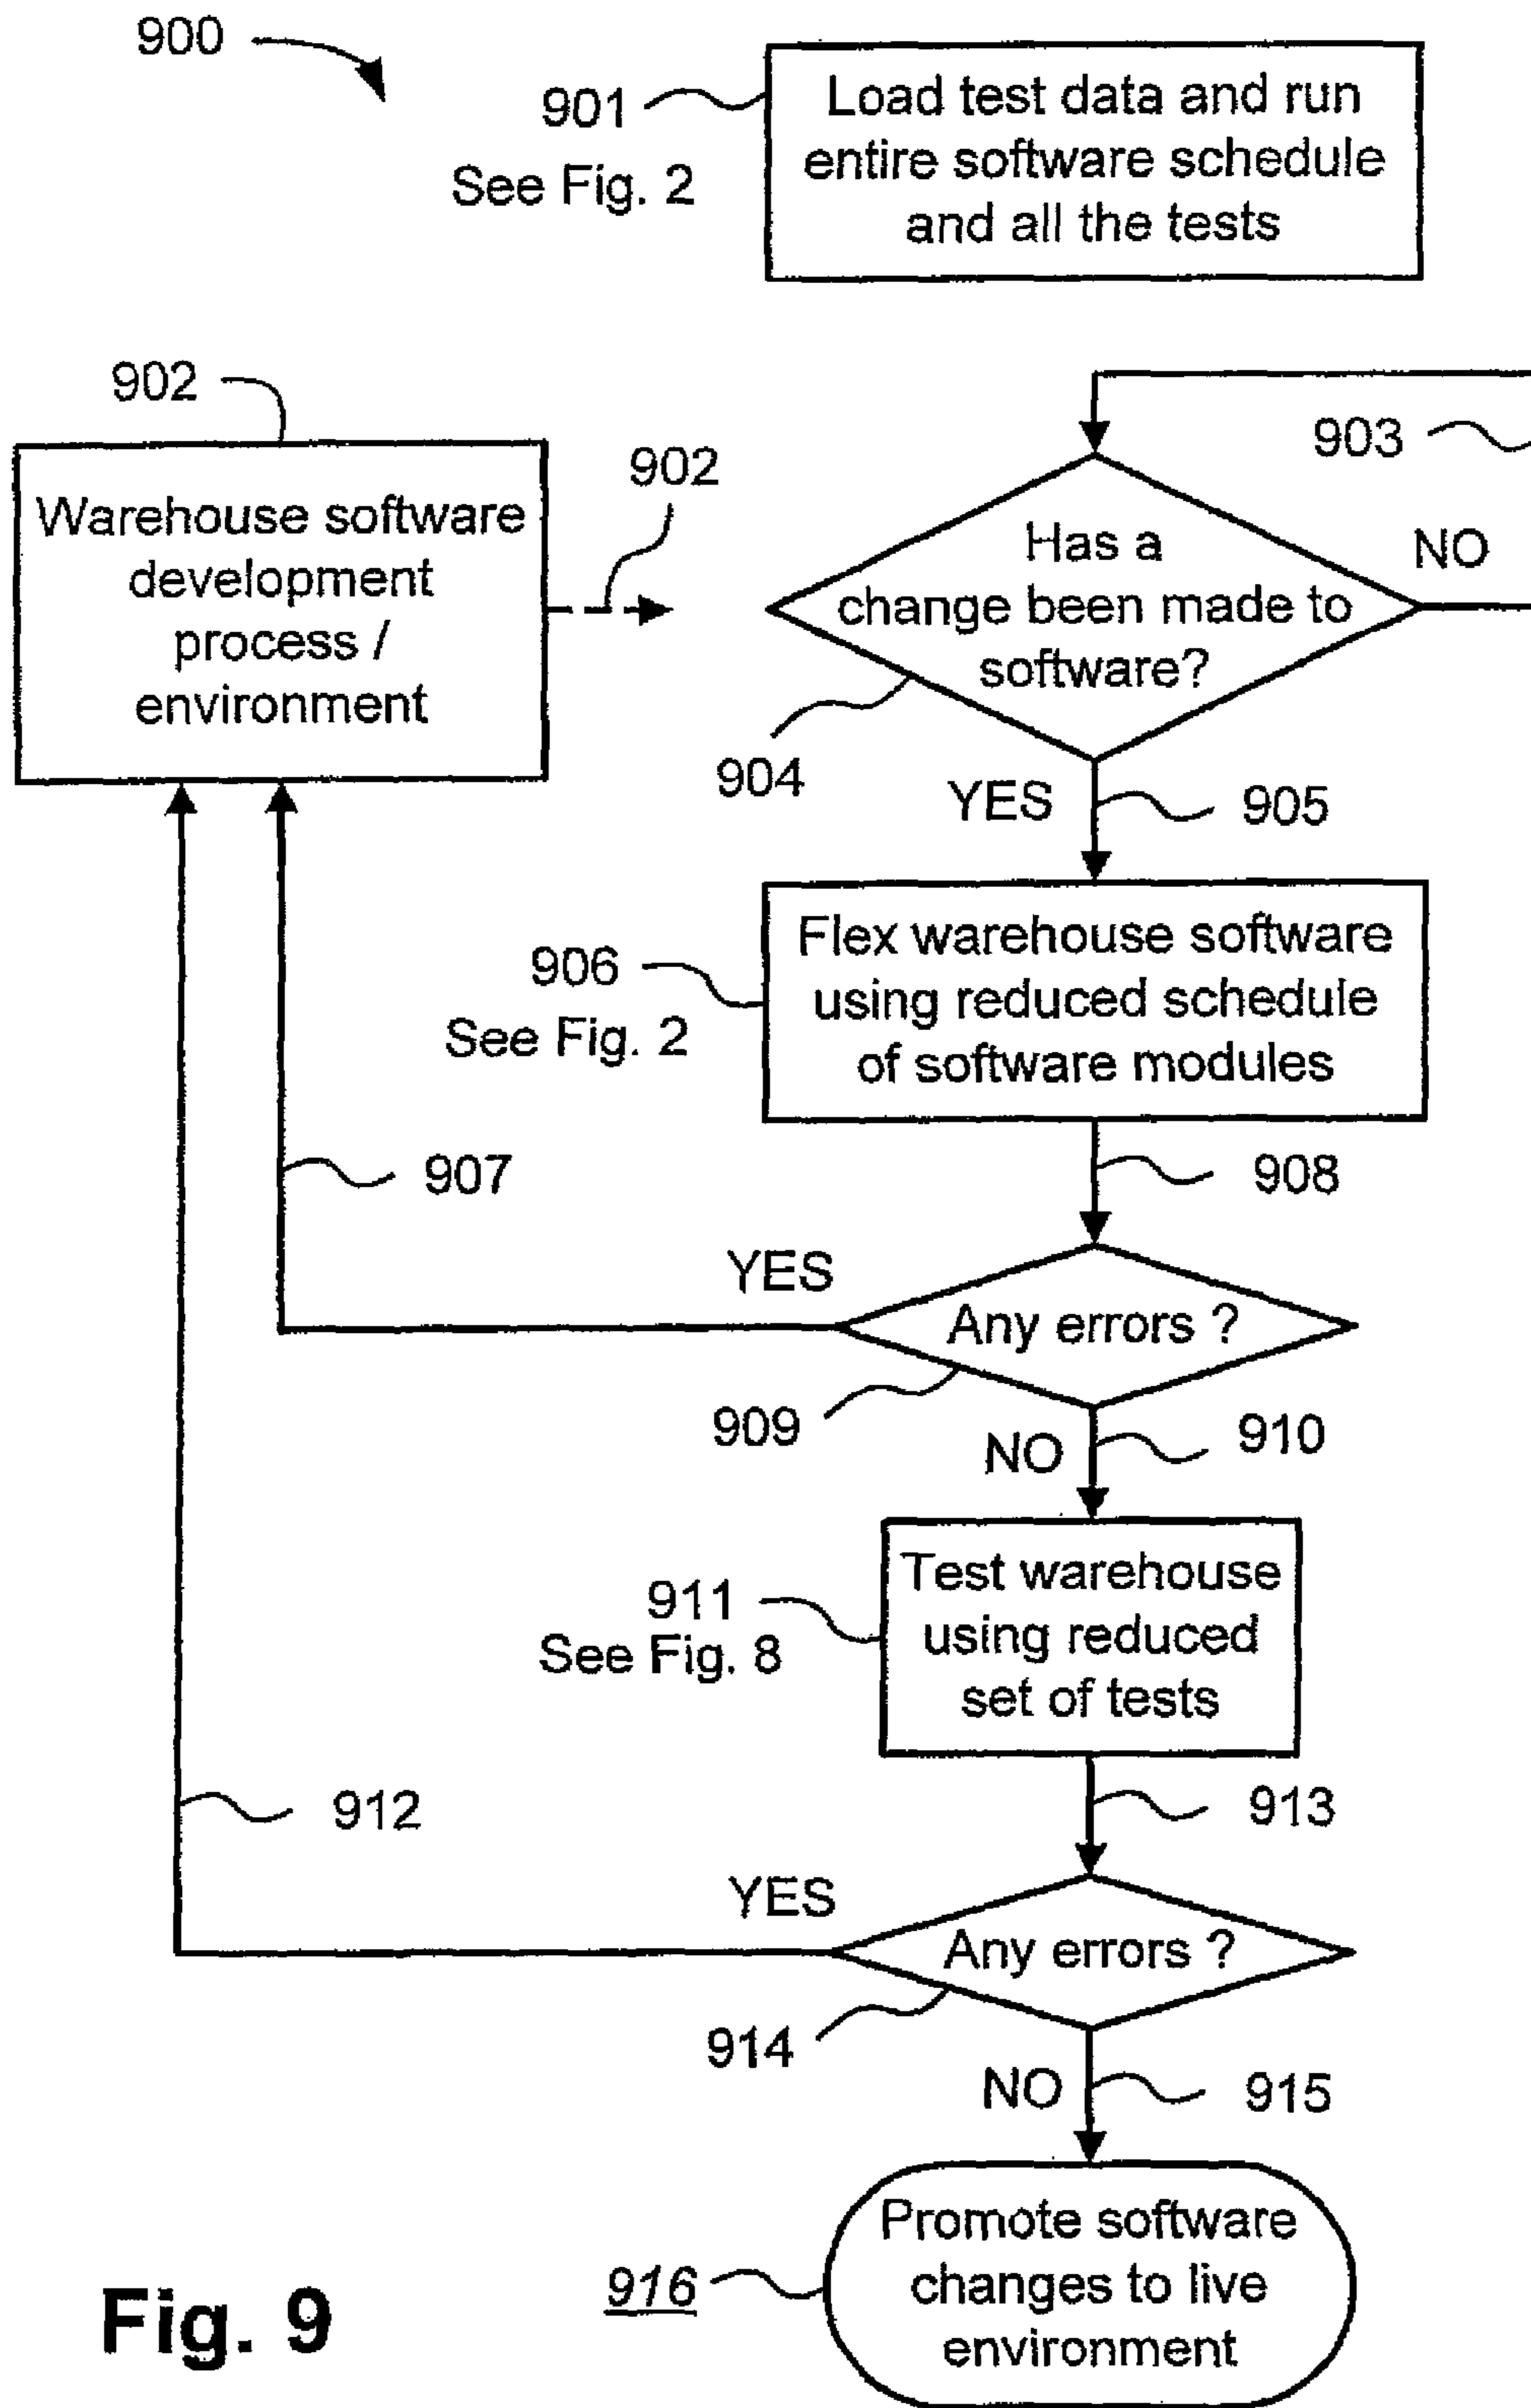 900
901
See Fig. 2
Load test data and run
entire software schedule
and all the tests
902
Warehouse software
development
process /
environment
902
903
Has a
change been made to
software?
NO
904
YES
905
906
See Fig. 2
Flex warehouse software
using reduced schedule
of software modules
907
908
YES
Any errors ?
909
NO
910
911
See Fig. 8
Test warehouse
using reduced
set of tests
912
913
YES
Any errors ?
914
NO
915
916
Promote software
changes to live
environment
Fig. 9